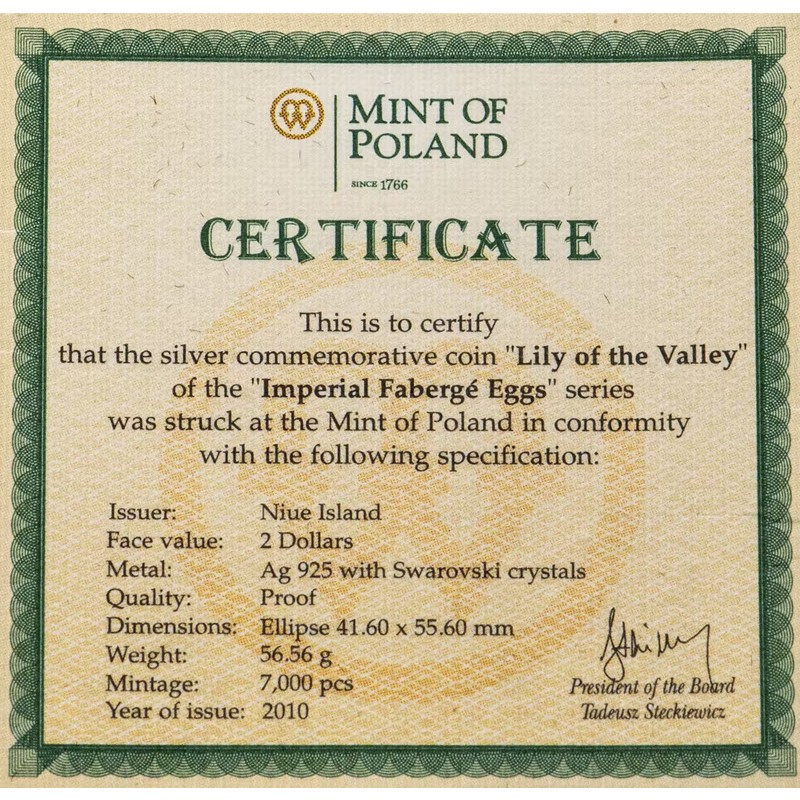 MINT OF
POLAND
SINCE 1766
CERTIFICATE
This is to certify
that the silver commemorative coin "Lily of the Valley"
of the "Imperial Fabergé Eggs" series
was struck at the Mint of Poland in conformity
with the following specification:
Issuer: Niue Island
Face value: 2 Dollars
Metal: Ag 925 with Swarovski crystals
Quality: Proof
Dimensions: Ellipse 41.60 x 55.60 mm
Weight: 56.56 g
Mintage: 7,000 pcs
Year of issue: 2010
President of the Board
Tadeusz Steckiewicz